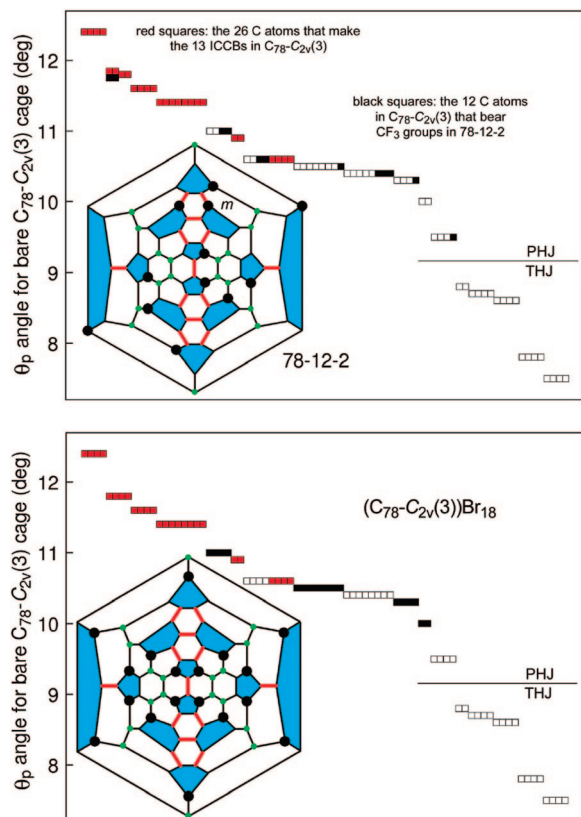 red squares: the 26 C atoms that make
the 13 ICCBs in C₇₈-C₂ᵥ(3)
black squares: the 12 C atoms
in C₇₈-C₂ᵥ(3) that bear
CF₃ groups in 78-12-2
θp angle for bare C₇₈-C₂ᵥ(3) cage (deg)
12
11
10
9
8
m
PHJ
THJ
78-12-2
θp angle for bare C₇₈-C₂ᵥ(3) cage (deg)
12
11
10
9
8
(C₇₈-C₂ᵥ(3))Br₁₈
PHJ
THJ